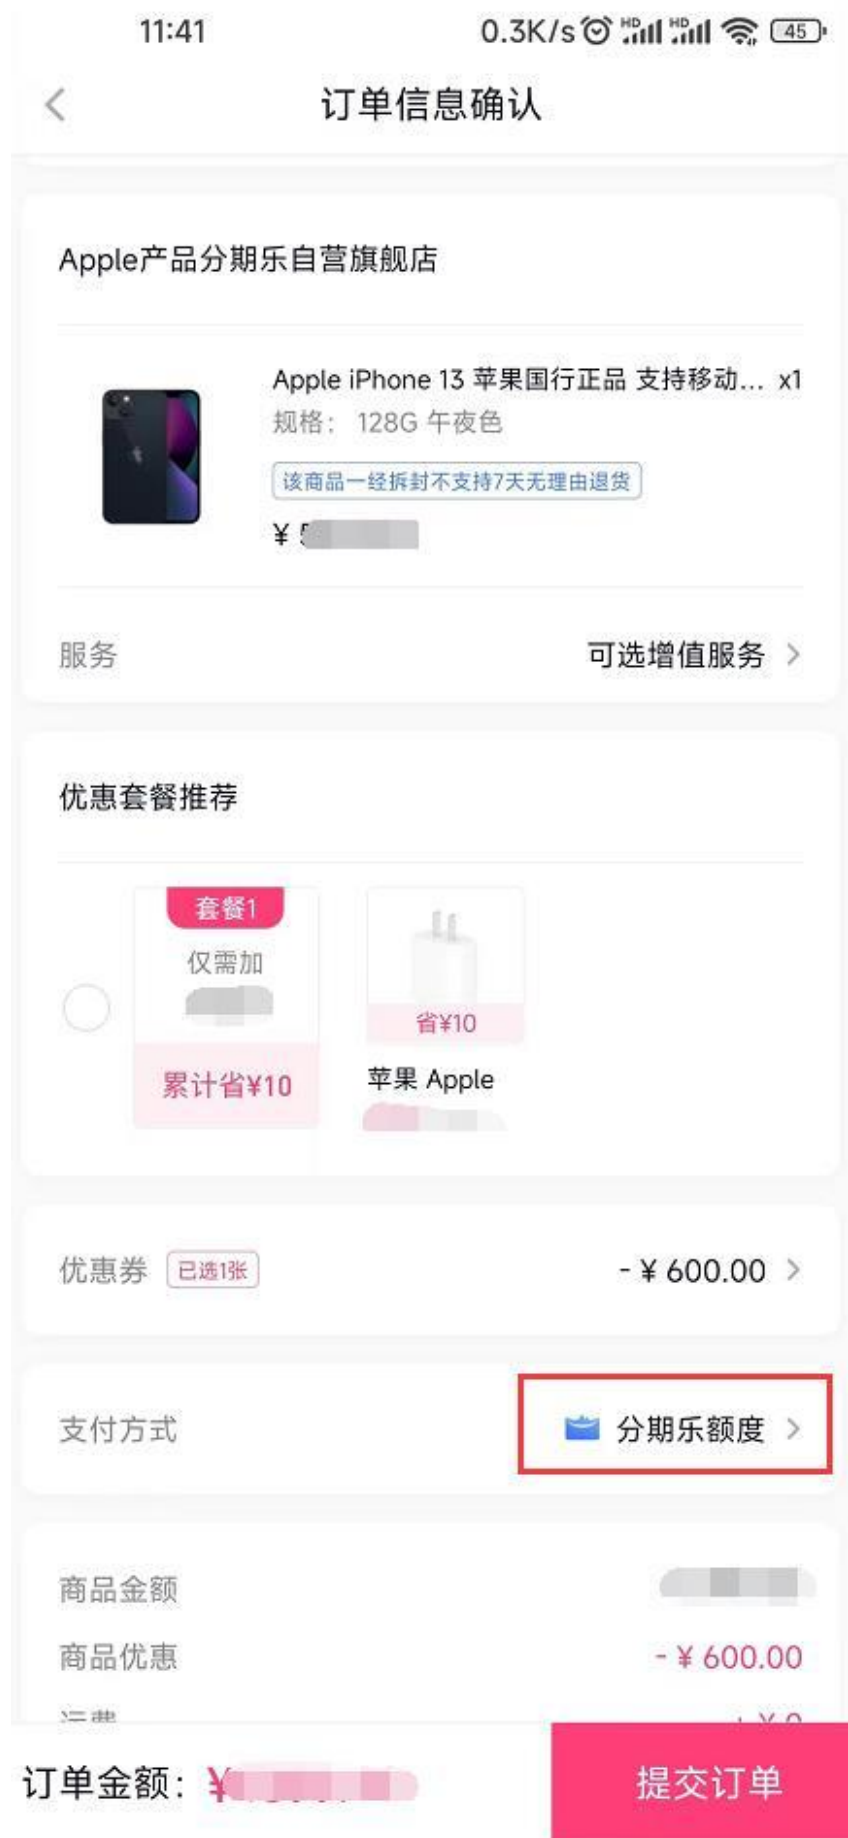 11:41 0.3K/s HD HD 45
订单信息确认
Apple产品分期乐自营旗舰店
Apple iPhone 13 苹果国行正品 支持移动... x1
规格： 128G 午夜色
该商品一经拆封不支持7天无理由退货
¥
服务 可选增值服务
优惠套餐推荐
套餐1
仅需加
累计省¥10
省¥10
苹果 Apple
优惠券 已选1张 - ¥ 600.00
支付方式 分期乐额度
商品金额
商品优惠 - ¥ 600.00
运费
订单金额： ¥
提交订单